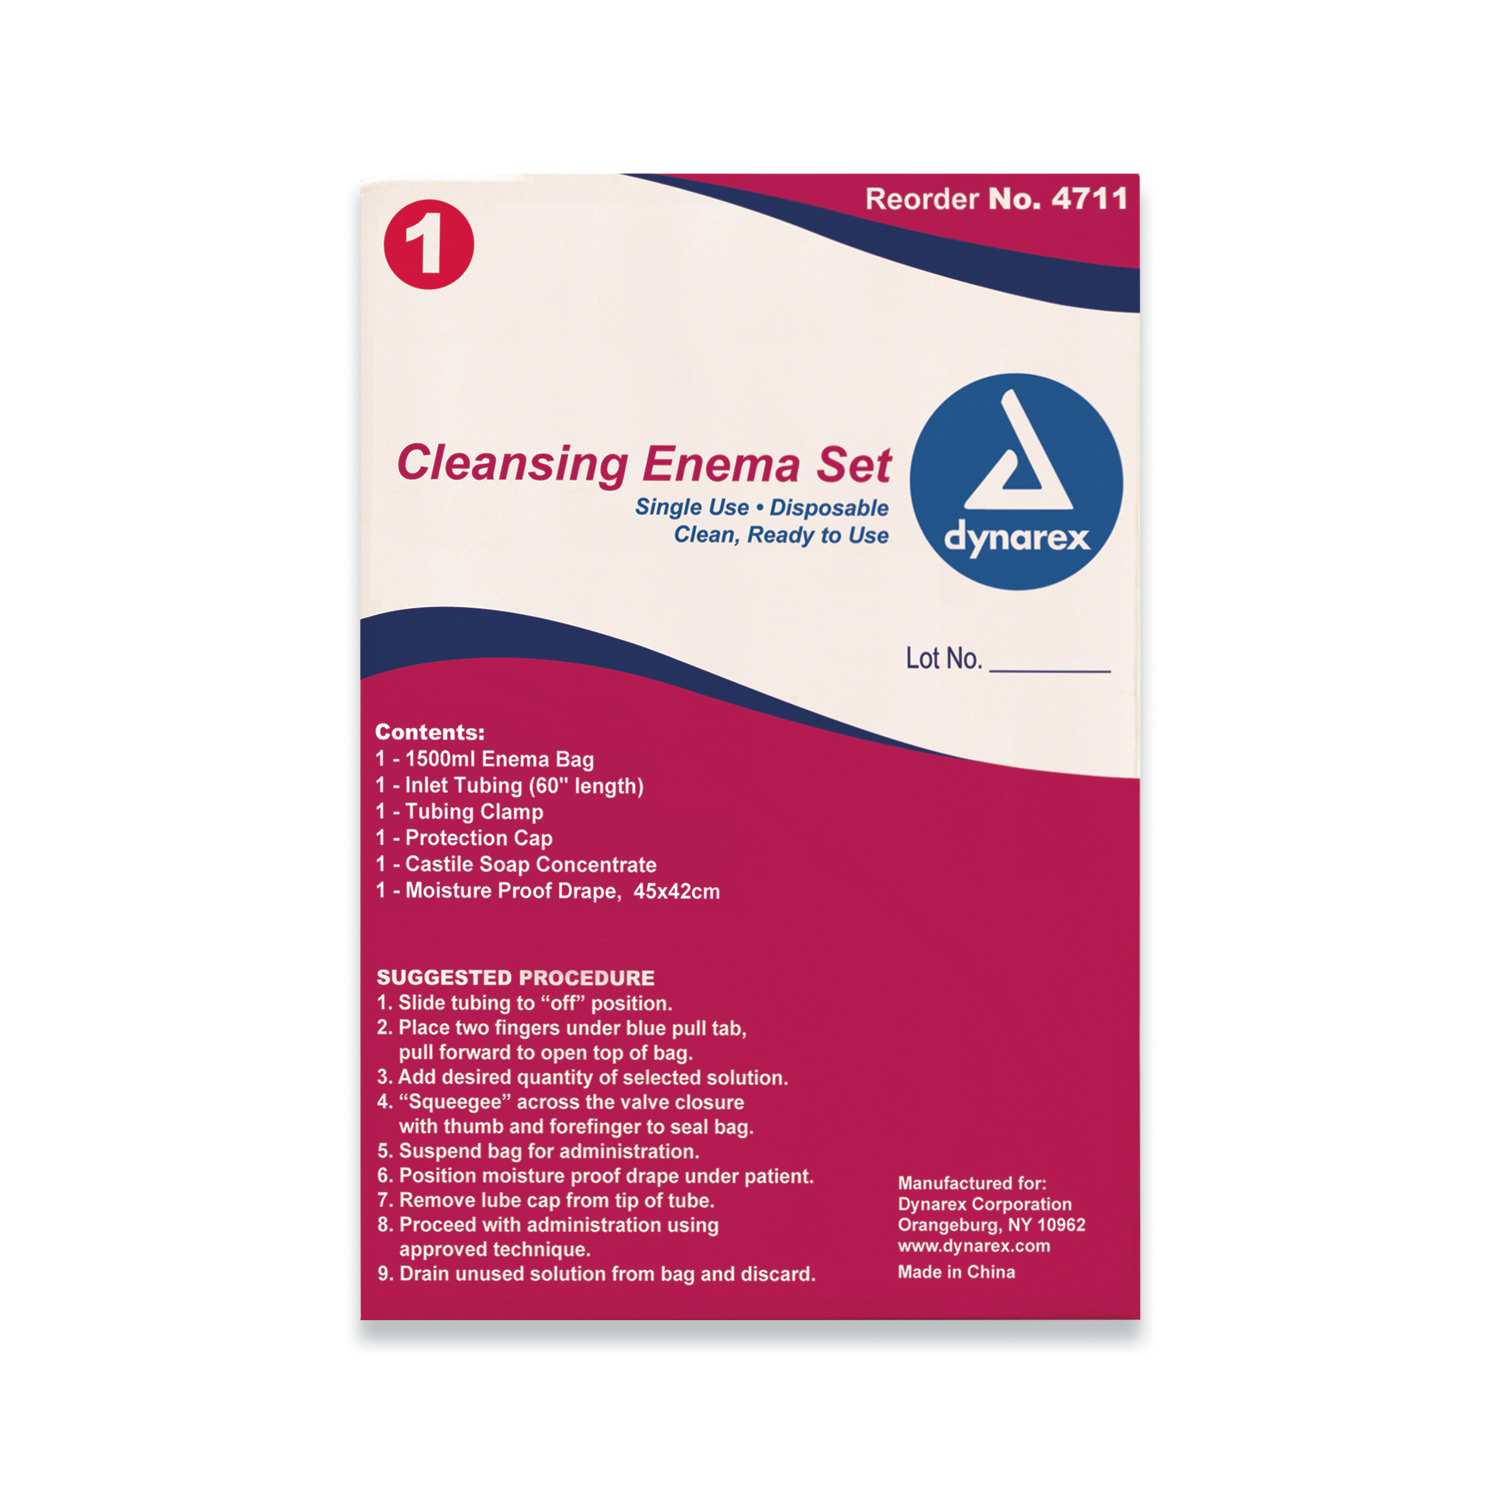 Reorder No. 4711
1
Cleansing Enema Set
Single Use • Disposable
Clean, Ready to Use
dynarex
Lot No. ___________
Contents:
1 - 1500ml Enema Bag
1 - Inlet Tubing (60" length)
1 - Tubing Clamp
1 - Protection Cap
1 - Castile Soap Concentrate
1 - Moisture Proof Drape,  45x42cm
SUGGESTED PROCEDURE
1. Slide tubing to “off” position.
2. Place two fingers under blue pull tab,
pull forward to open top of bag.
3. Add desired quantity of selected solution.
4. “Squeegee” across the valve closure
with thumb and forefinger to seal bag.
5. Suspend bag for administration.
6. Position moisture proof drape under patient.
7. Remove lube cap from tip of tube.
8. Proceed with administration using
approved technique.
9. Drain unused solution from bag and discard.
Manufactured for:
Dynarex Corporation
Orangeburg, NY 10962
www.dynarex.com
Made in China